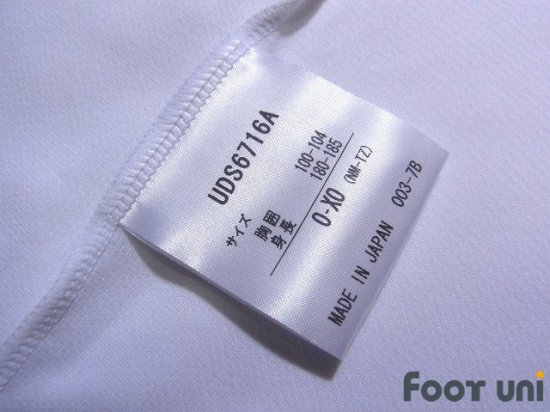 UDS6716A
サイズ
胸囲 100-104
身長 180-185
O-XO (NM-TZ)
MADE IN JAPAN 003-7B
FOOT UNI